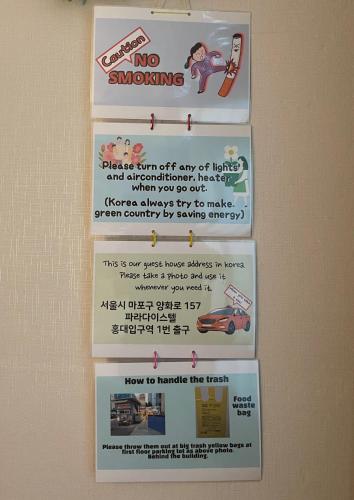 Caution
NO
SMOKING
Please turn off any of lights
and airconditioner, heater
when you go out.
(Korea always try to make
green country by saving energy)
This is our guest house address in korea
Please take a photo and use it
whenever you need it.
서울시 마포구 양화로 157
파라다이스텔
홍대입구역 1번 출구
How to handle the trash
Food
waste
bag
Please throw them out at big trash yellow bags at
first floor parking lot as above photo.
Behind the building.